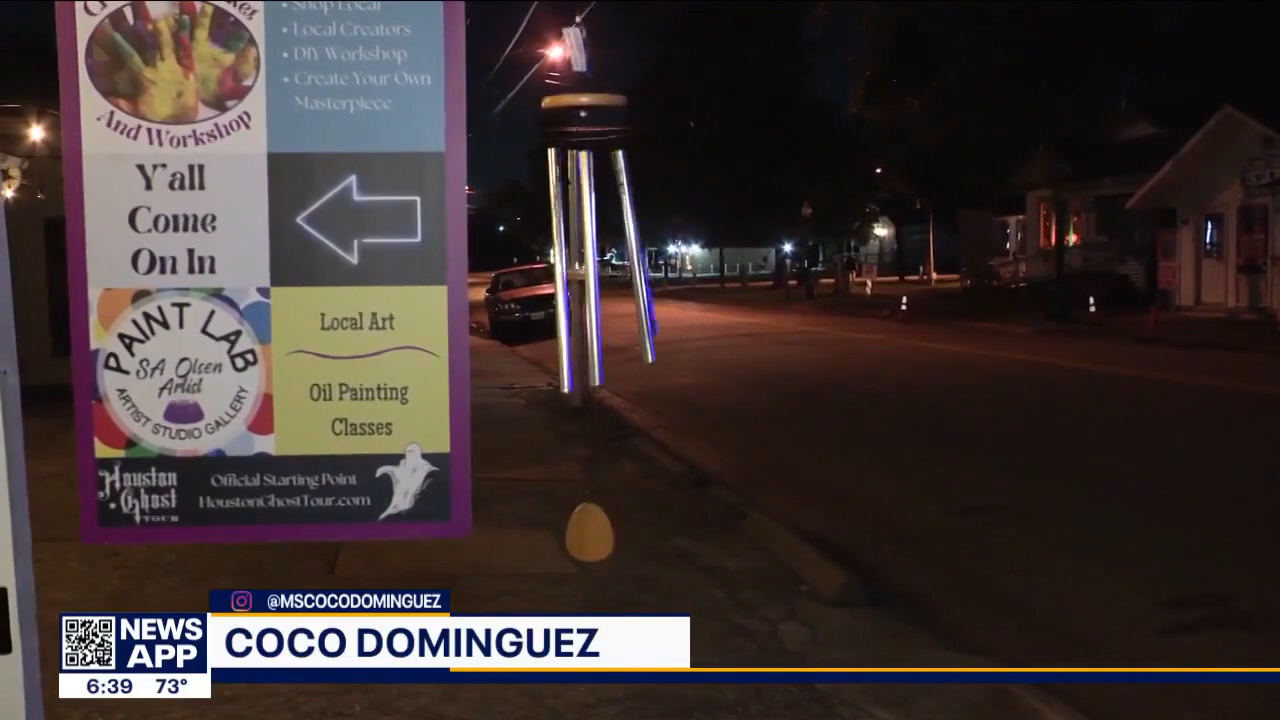 • Shop Local
• Local Creators
• DIY Workshop
• Create Your Own
Masterpiece
And Workshop
Y'all
Come
On In
PAINT LAB
SA Olsen
Artist
ARTIST STUDIO GALLERY
Local Art
Oil Painting
Classes
Houston
Ghost
TOUR
Official Starting Point
HoustonGhostTour.com
@MSCOCODOMINGUEZ
NEWS
APP
COCO DOMINGUEZ
6:39 73°